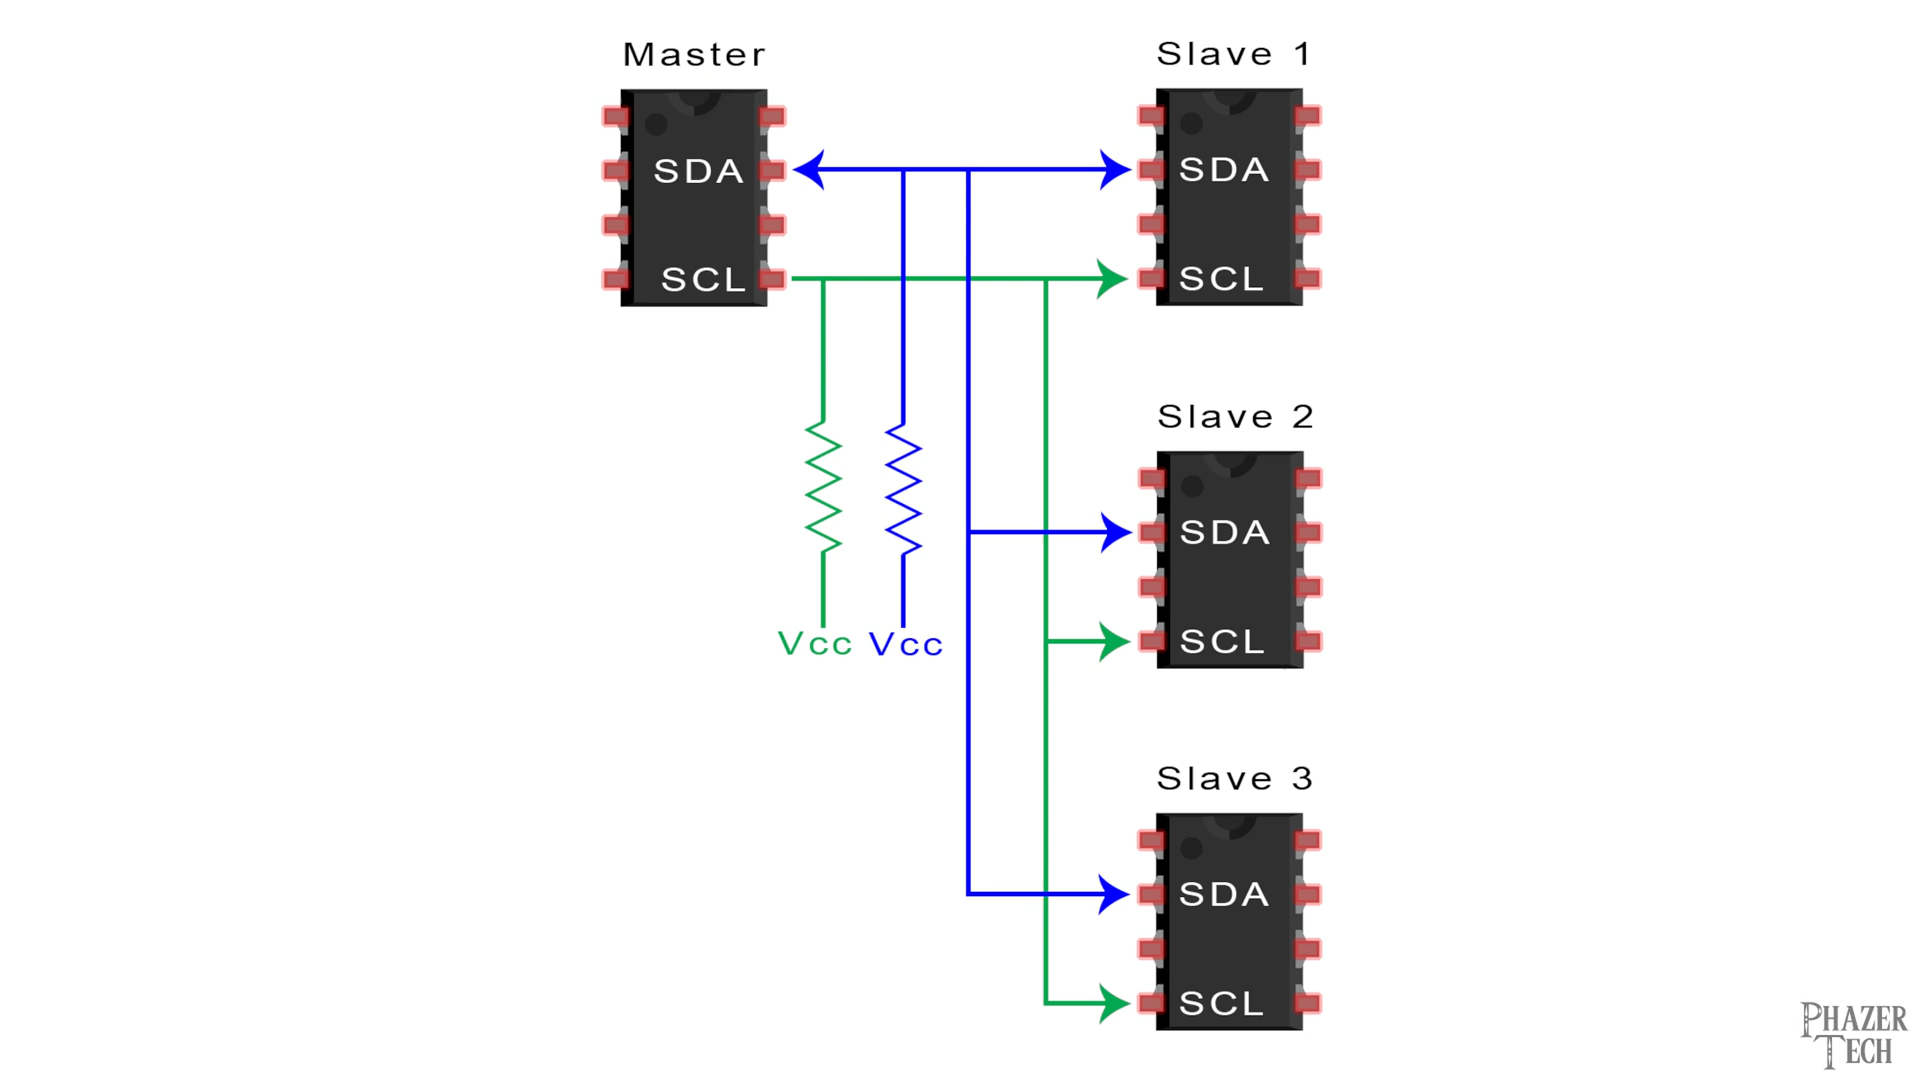 Master
SDA
SCL
Slave 1
SDA
SCL
Vcc
Vcc
Slave 2
SDA
SCL
Slave 3
SDA
SCL
PHAZER
TECH